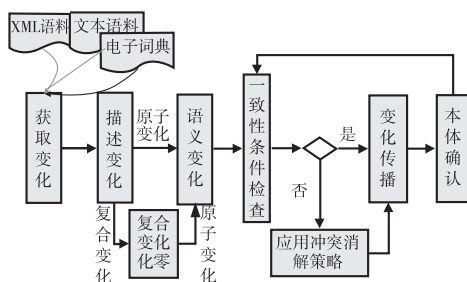 XML语料
文本语料
电子词典
获取变化
描述变化
原子
变化
语义变化
复合变化
复合
变化
化零
原子变化
一致性条件检查
是
否
应用冲突消
解策略
变化传播
本体确认